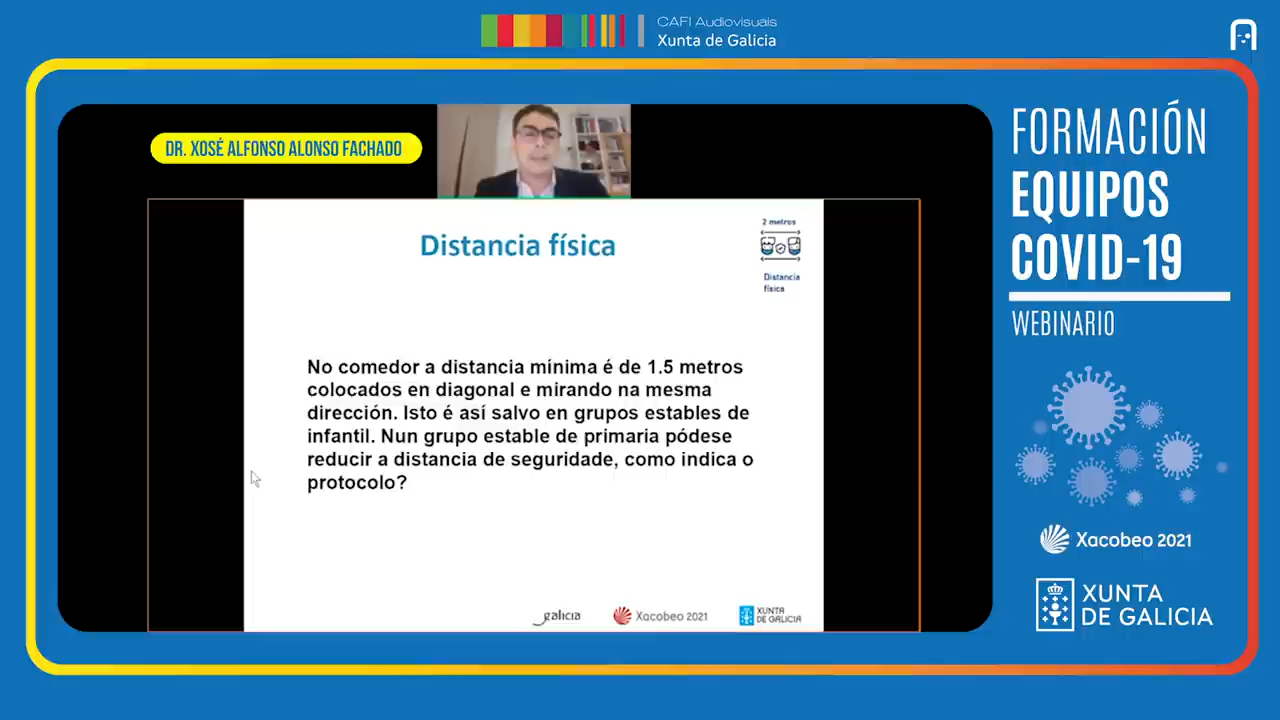 CAFI Audiovisuais
Xunta de Galicia
DR. XOSÉ ALFONSO ALONSO FACHADO
Distancia física
2 metros
Distancia
física
No comedor a distancia mínima é de 1.5 metros
colocados en diagonal e mirando na mesma
dirección. Isto é así salvo en grupos estables de
infantil. Nun grupo estable de primaria pódese
reducir a distancia de seguridade, como indica o
protocolo?
galicia
Xacobeo 2021
XUNTA
DE GALICIA
FORMACIÓN
EQUIPOS
COVID-19
WEBINARIO
Xacobeo 2021
XUNTA
DE GALICIA